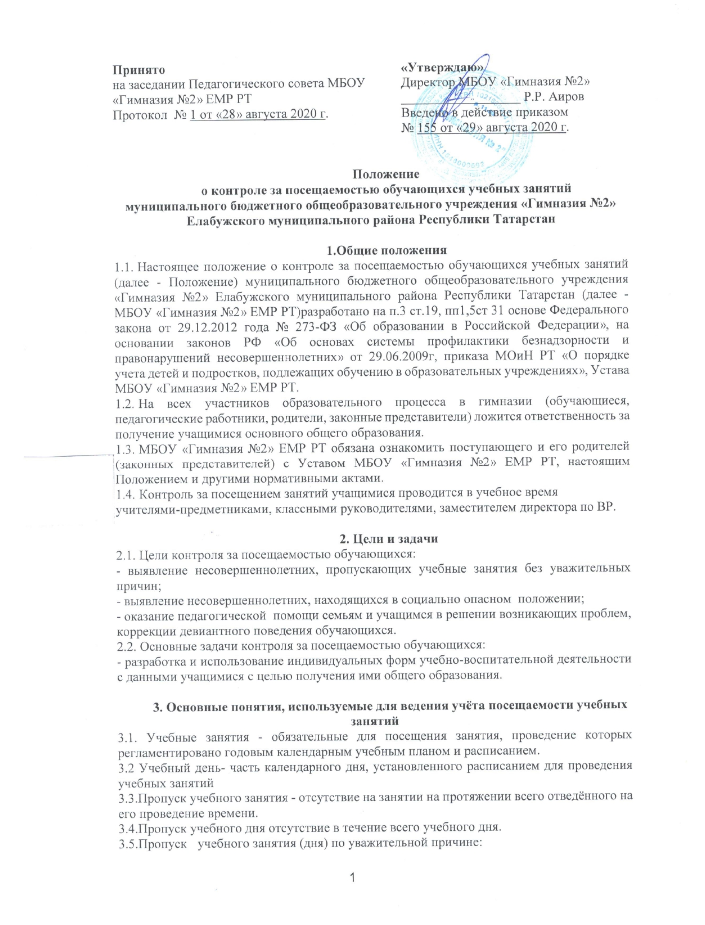 Принято
на заседании Педагогического совета МБОУ
«Гимназия №2» ЕМР РТ
Протокол № 1 от «28» августа 2020 г.
«Утверждаю»
Директор МБОУ «Гимназия №2»
__________________ Р.Р. Аиров
Введено в действие приказом
№ 155 от «29» августа 2020 г.
Положение
о контроле за посещаемостью обучающихся учебных занятий
муниципального бюджетного общеобразовательного учреждения «Гимназия №2»
Елабужского муниципального района Республики Татарстан
1.Общие положения
1.1. Настоящее положение о контроле за посещаемостью обучающихся учебных занятий
(далее - Положение) муниципального бюджетного общеобразовательного учреждения
«Гимназия №2» Елабужского муниципального района Республики Татарстан (далее -
МБОУ «Гимназия №2» ЕМР РТ)разработано на п.3 ст.19, пп1,5ст 31 основе Федерального
закона от 29.12.2012 года № 273-ФЗ «Об образовании в Российской Федерации», на
основании законов РФ «Об основах системы профилактики безнадзорности и
правонарушений несовершеннолетних» от 29.06.2009г, приказа МОиН РТ «О порядке
учета детей и подростков, подлежащих обучению в образовательных учреждениях», Устава
МБОУ «Гимназия №2» ЕМР РТ.
1.2. На всех участников образовательного процесса в гимназии (обучающиеся,
педагогические работники, родители, законные представители) ложится ответственность за
получение учащимися основного общего образования.
1.3. МБОУ «Гимназия №2» ЕМР РТ обязана ознакомить поступающего и его родителей
(законных представителей) с Уставом МБОУ «Гимназия №2» ЕМР РТ, настоящим
Положением и другими нормативными актами.
1.4. Контроль за посещением занятий учащимися проводится в учебное время
учителями-предметниками, классными руководителями, заместителем директора по ВР.
2. Цели и задачи
2.1. Цели контроля за посещаемостью обучающихся:
- выявление несовершеннолетних, пропускающих учебные занятия без уважительных
причин;
- выявление несовершеннолетних, находящихся в социально опасном положении;
- оказание педагогической помощи семьям и учащимся в решении возникающих проблем,
коррекции девиантного поведения обучающихся.
2.2. Основные задачи контроля за посещаемостью обучающихся:
- разработка и использование индивидуальных форм учебно-воспитательной деятельности
с данными учащимися с целью получения ими общего образования.
3. Основные понятия, используемые для ведения учёта посещаемости учебных
занятий
3.1. Учебные занятия - обязательные для посещения занятия, проведение которых
регламентировано годовым календарным учебным планом и расписанием.
3.2 Учебный день- часть календарного дня, установленного расписанием для проведения
учебных занятий
3.3.Пропуск учебного занятия - отсутствие на занятии на протяжении всего отведённого на
его проведение времени.
3.4.Пропуск учебного дня отсутствие в течение всего учебного дня.
3.5.Пропуск учебного занятия (дня) по уважительной причине:
1